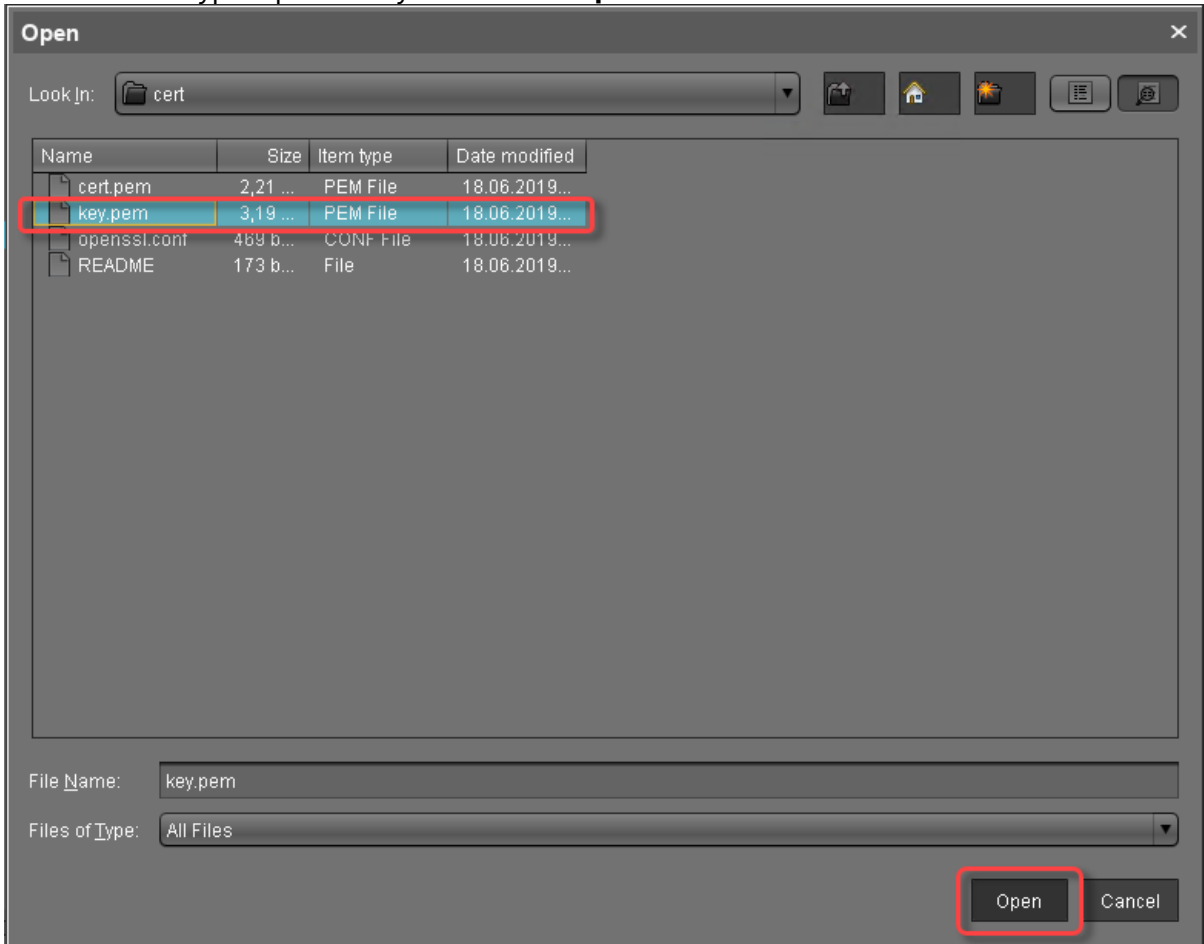 Open
Look In: cert
Name Size Item type Date modified
cert.pem 2,21 ... PEM File 18.06.2019...
key.pem 3,19 ... PEM File 18.06.2019...
openssl.conf 469 b... CONF File 18.06.2019...
README 173 b... File 18.06.2019...
File Name: key.pem
Files of Type: All Files
Open Cancel